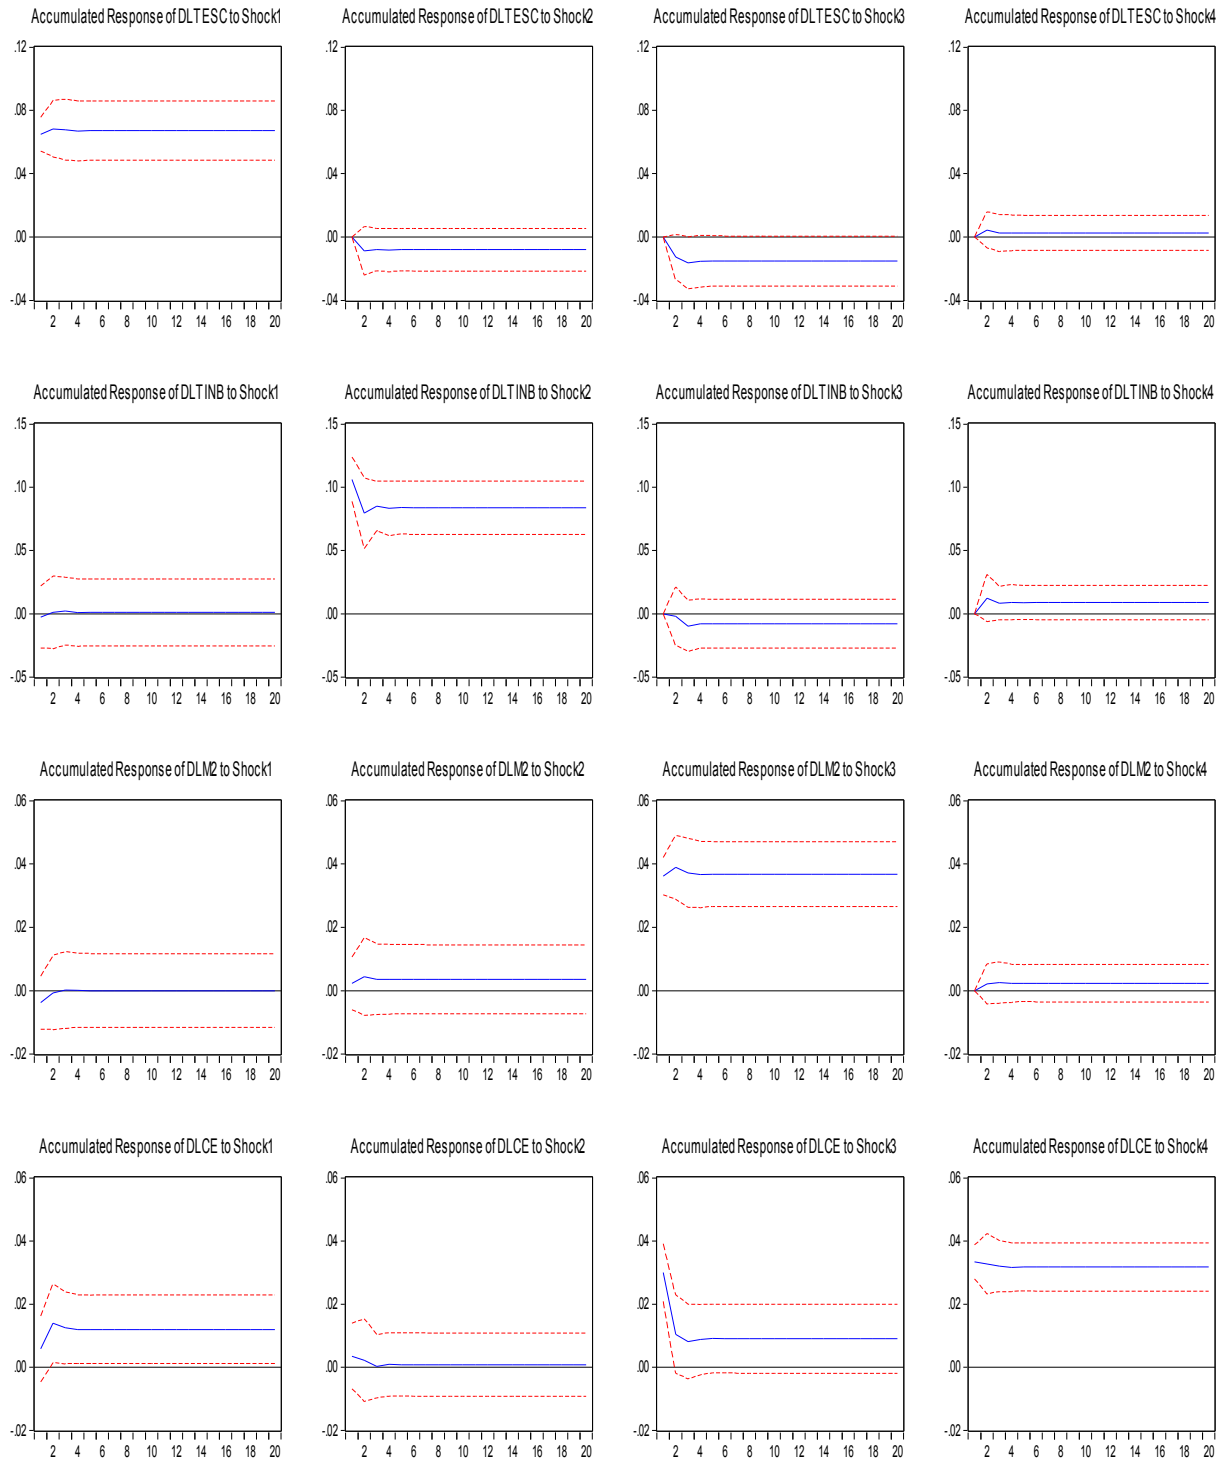 Accumulated Response of DLTESC to Shock1
Accumulated Response of DLTESC to Shock2
Accumulated Response of DLTESC to Shock3
Accumulated Response of DLTESC to Shock4
.12
.08
.04
.00
-.04
2 4 6 8 10 12 14 16 18 20
.12
.08
.04
.00
-.04
2 4 6 8 10 12 14 16 18 20
.12
.08
.04
.00
-.04
2 4 6 8 10 12 14 16 18 20
.12
.08
.04
.00
-.04
2 4 6 8 10 12 14 16 18 20
Accumulated Response of DLTINB to Shock1
Accumulated Response of DLTINB to Shock2
Accumulated Response of DLTINB to Shock3
Accumulated Response of DLTINB to Shock4
.15
.10
.05
.00
-.05
2 4 6 8 10 12 14 16 18 20
.15
.10
.05
.00
-.05
2 4 6 8 10 12 14 16 18 20
.15
.10
.05
.00
-.05
2 4 6 8 10 12 14 16 18 20
.15
.10
.05
.00
-.05
2 4 6 8 10 12 14 16 18 20
Accumulated Response of DLM2 to Shock1
Accumulated Response of DLM2 to Shock2
Accumulated Response of DLM2 to Shock3
Accumulated Response of DLM2 to Shock4
.06
.04
.02
.00
-.02
2 4 6 8 10 12 14 16 18 20
.06
.04
.02
.00
-.02
2 4 6 8 10 12 14 16 18 20
.06
.04
.02
.00
-.02
2 4 6 8 10 12 14 16 18 20
.06
.04
.02
.00
-.02
2 4 6 8 10 12 14 16 18 20
Accumulated Response of DLCE to Shock1
Accumulated Response of DLCE to Shock2
Accumulated Response of DLCE to Shock3
Accumulated Response of DLCE to Shock4
.06
.04
.02
.00
-.02
2 4 6 8 10 12 14 16 18 20
.06
.04
.02
.00
-.02
2 4 6 8 10 12 14 16 18 20
.06
.04
.02
.00
-.02
2 4 6 8 10 12 14 16 18 20
.06
.04
.02
.00
-.02
2 4 6 8 10 12 14 16 18 20